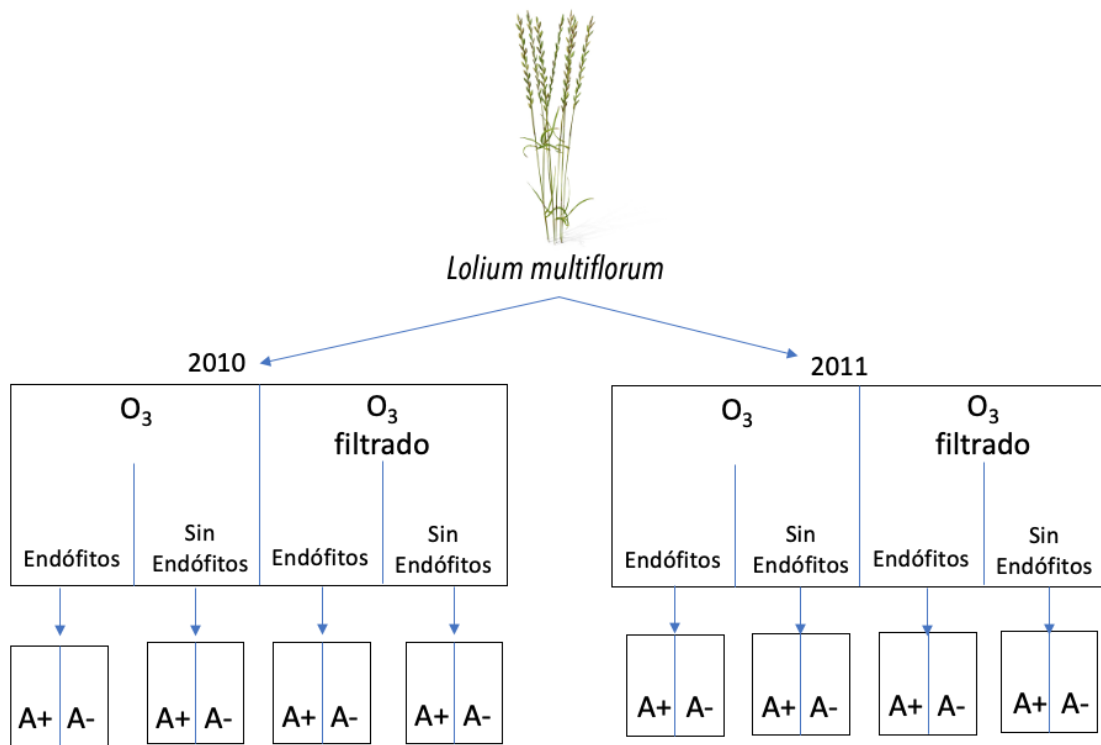 Lolium multiflorum
2010
O₃
O₃
filtrado
Endófitos
Sin
Endófitos
Endófitos
Sin
Endófitos
A+ A-
A+ A-
A+ A-
A+ A-
2011
O₃
O₃
filtrado
Endófitos
Sin
Endófitos
Endófitos
Sin
Endófitos
A+ A-
A+ A-
A+ A-
A+ A-